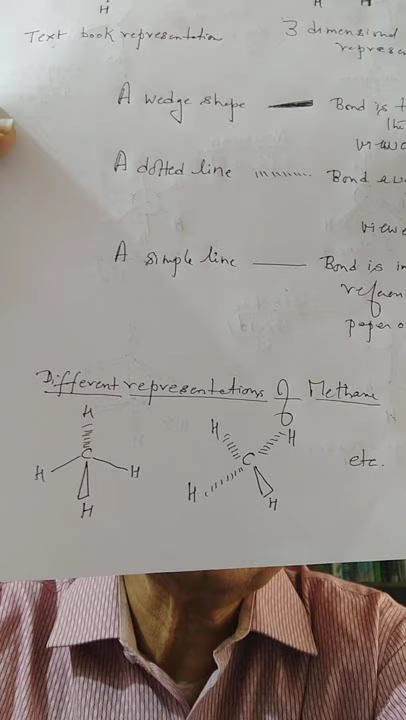 H H H
Text book representation 3 dimensional
A wedge shape Bond is
A dotted line Bond
A simple line Bond is
paper
Different representations of Methane
H
C
H H
H
H H
C
H H
etc.